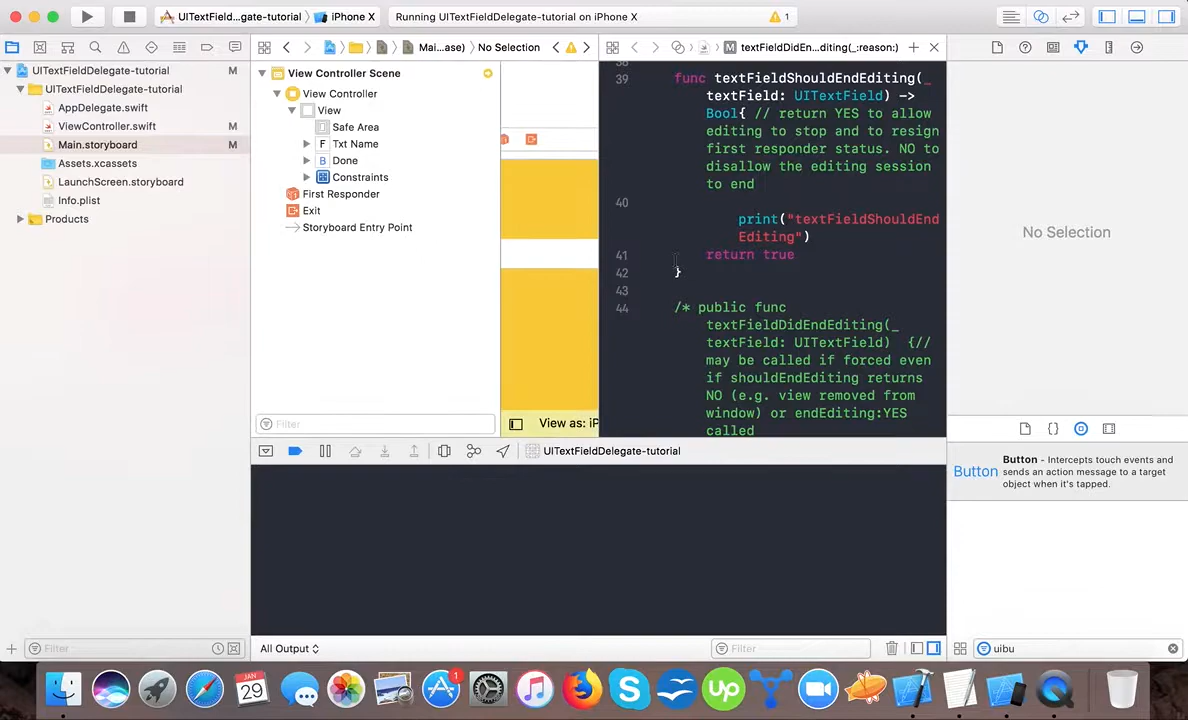 UITextField...gate-tutorial
iPhone X
Running UITextFieldDelegate-tutorial on iPhone X
1
Mai...ase)
No Selection
textFieldDidEn...diting(_:reason:)
UITextFieldDelegate-tutorial
M
UITextFieldDelegate-tutorial
AppDelegate.swift
ViewController.swift
M
Main.storyboard
M
Assets.xcassets
LaunchScreen.storyboard
Info.plist
Products
Filter
View Controller Scene
View Controller
View
Safe Area
F Txt Name
B Done
Constraints
First Responder
Exit
Storyboard Entry Point
Filter
View as: iP
38
39 func textFieldShouldEndEditing(_
textField: UITextField) ->
Bool{ // return YES to allow
editing to stop and to resign
first responder status. NO to
disallow the editing session
to end
40
print("textFieldShouldEnd
Editing")
41 return true
42 }
43
44 /* public func
textFieldDidEndEditing(_
textField: UITextField) {//
may be called if forced even
if shouldEndEditing returns
NO (e.g. view removed from
window) or endEditing:YES
called
UITextFieldDelegate-tutorial
All Output
Filter
No Selection
{ }
Button
Button - Intercepts touch events and
sends an action message to a target
object when it's tapped.
uibu
JAN
29
1
S
Up